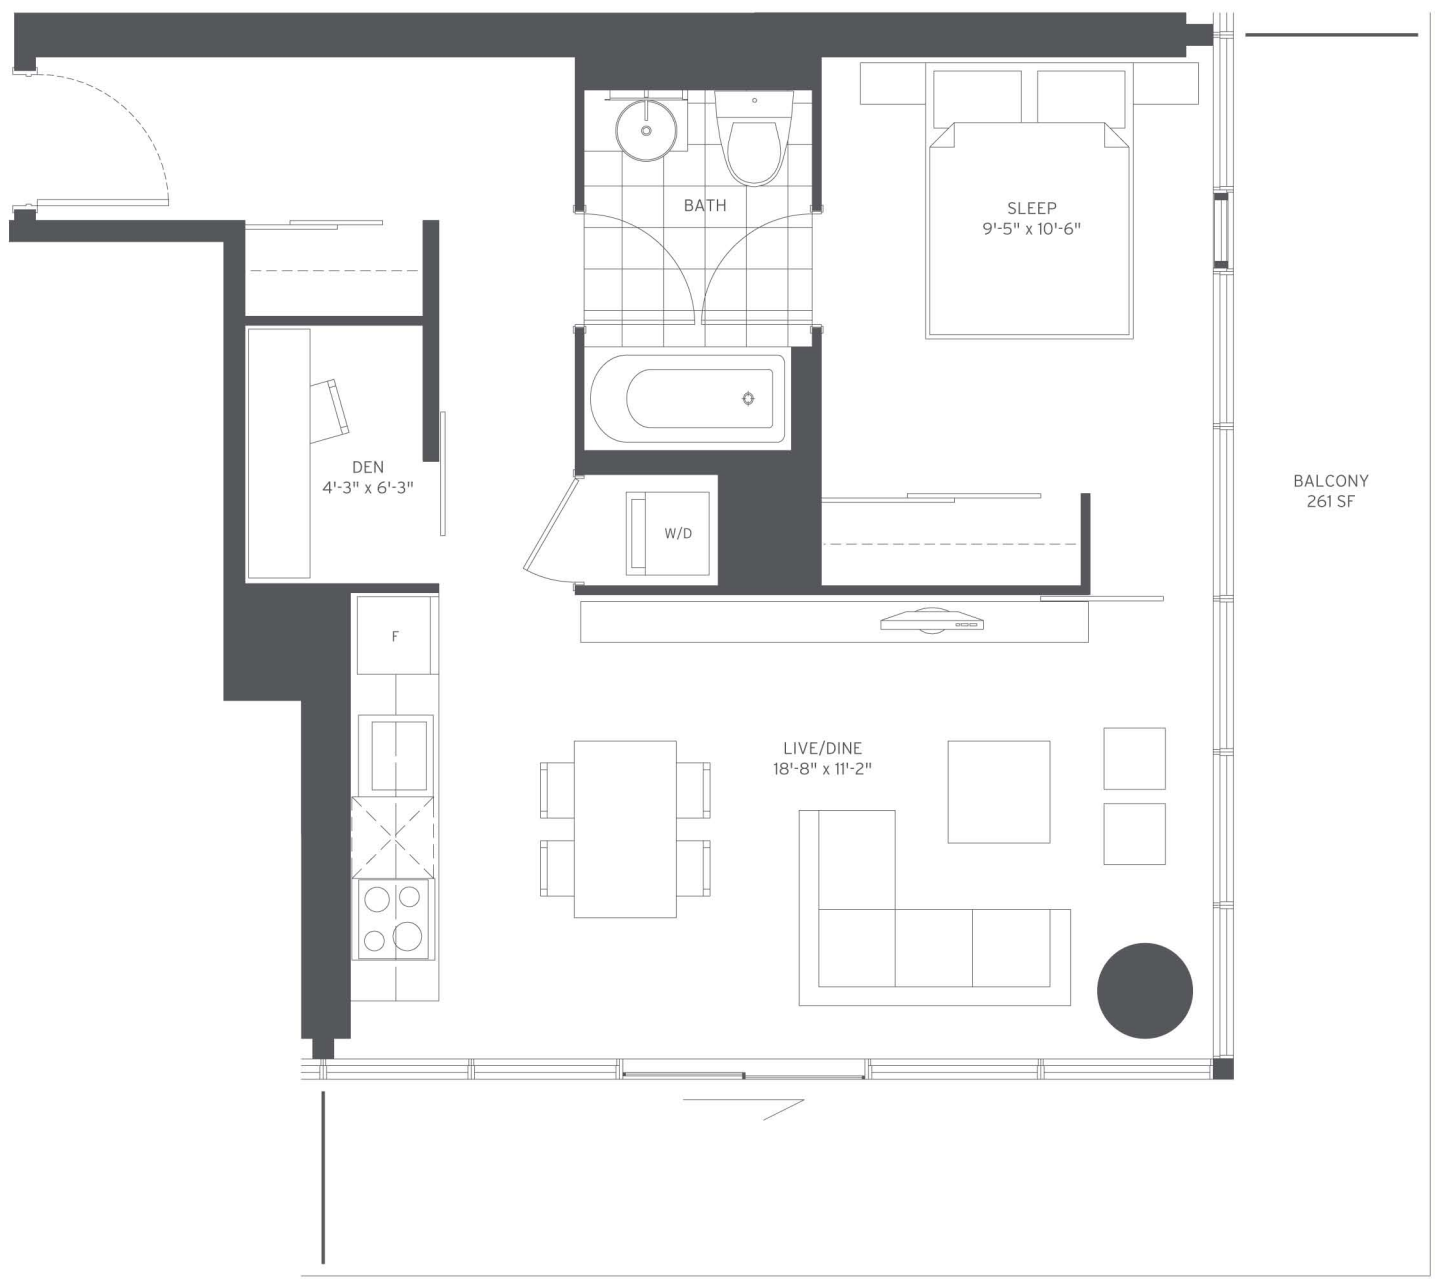 BATH
SLEEP
9'-5" x 10'-6"
DEN
4'-3" x 6'-3"
W/D
BALCONY
261 SF
F
LIVE/DINE
18'-8" x 11'-2"